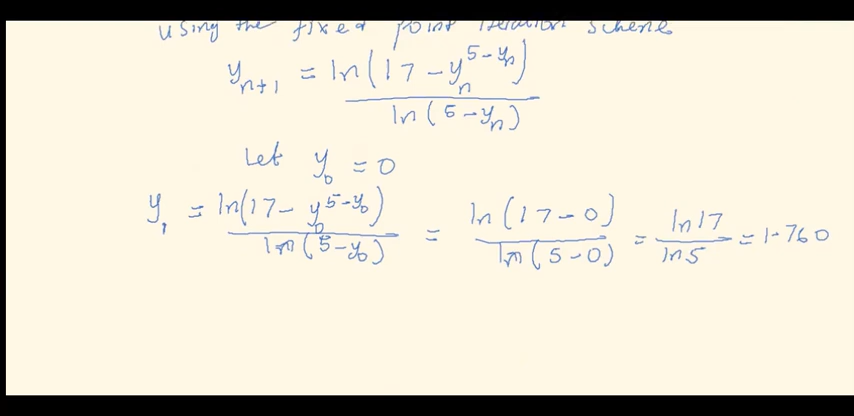 using the fixed point iteration scheme
y_{n+1} = ln(17 - y_n^{5-y_n}) / ln(5-y_n)
Let y_0 = 0
y_1 = ln(17 - y_0^{5-y_0}) / ln(5-y_0) = ln(17-0) / ln(5-0) = ln17 / ln5 = 1.760